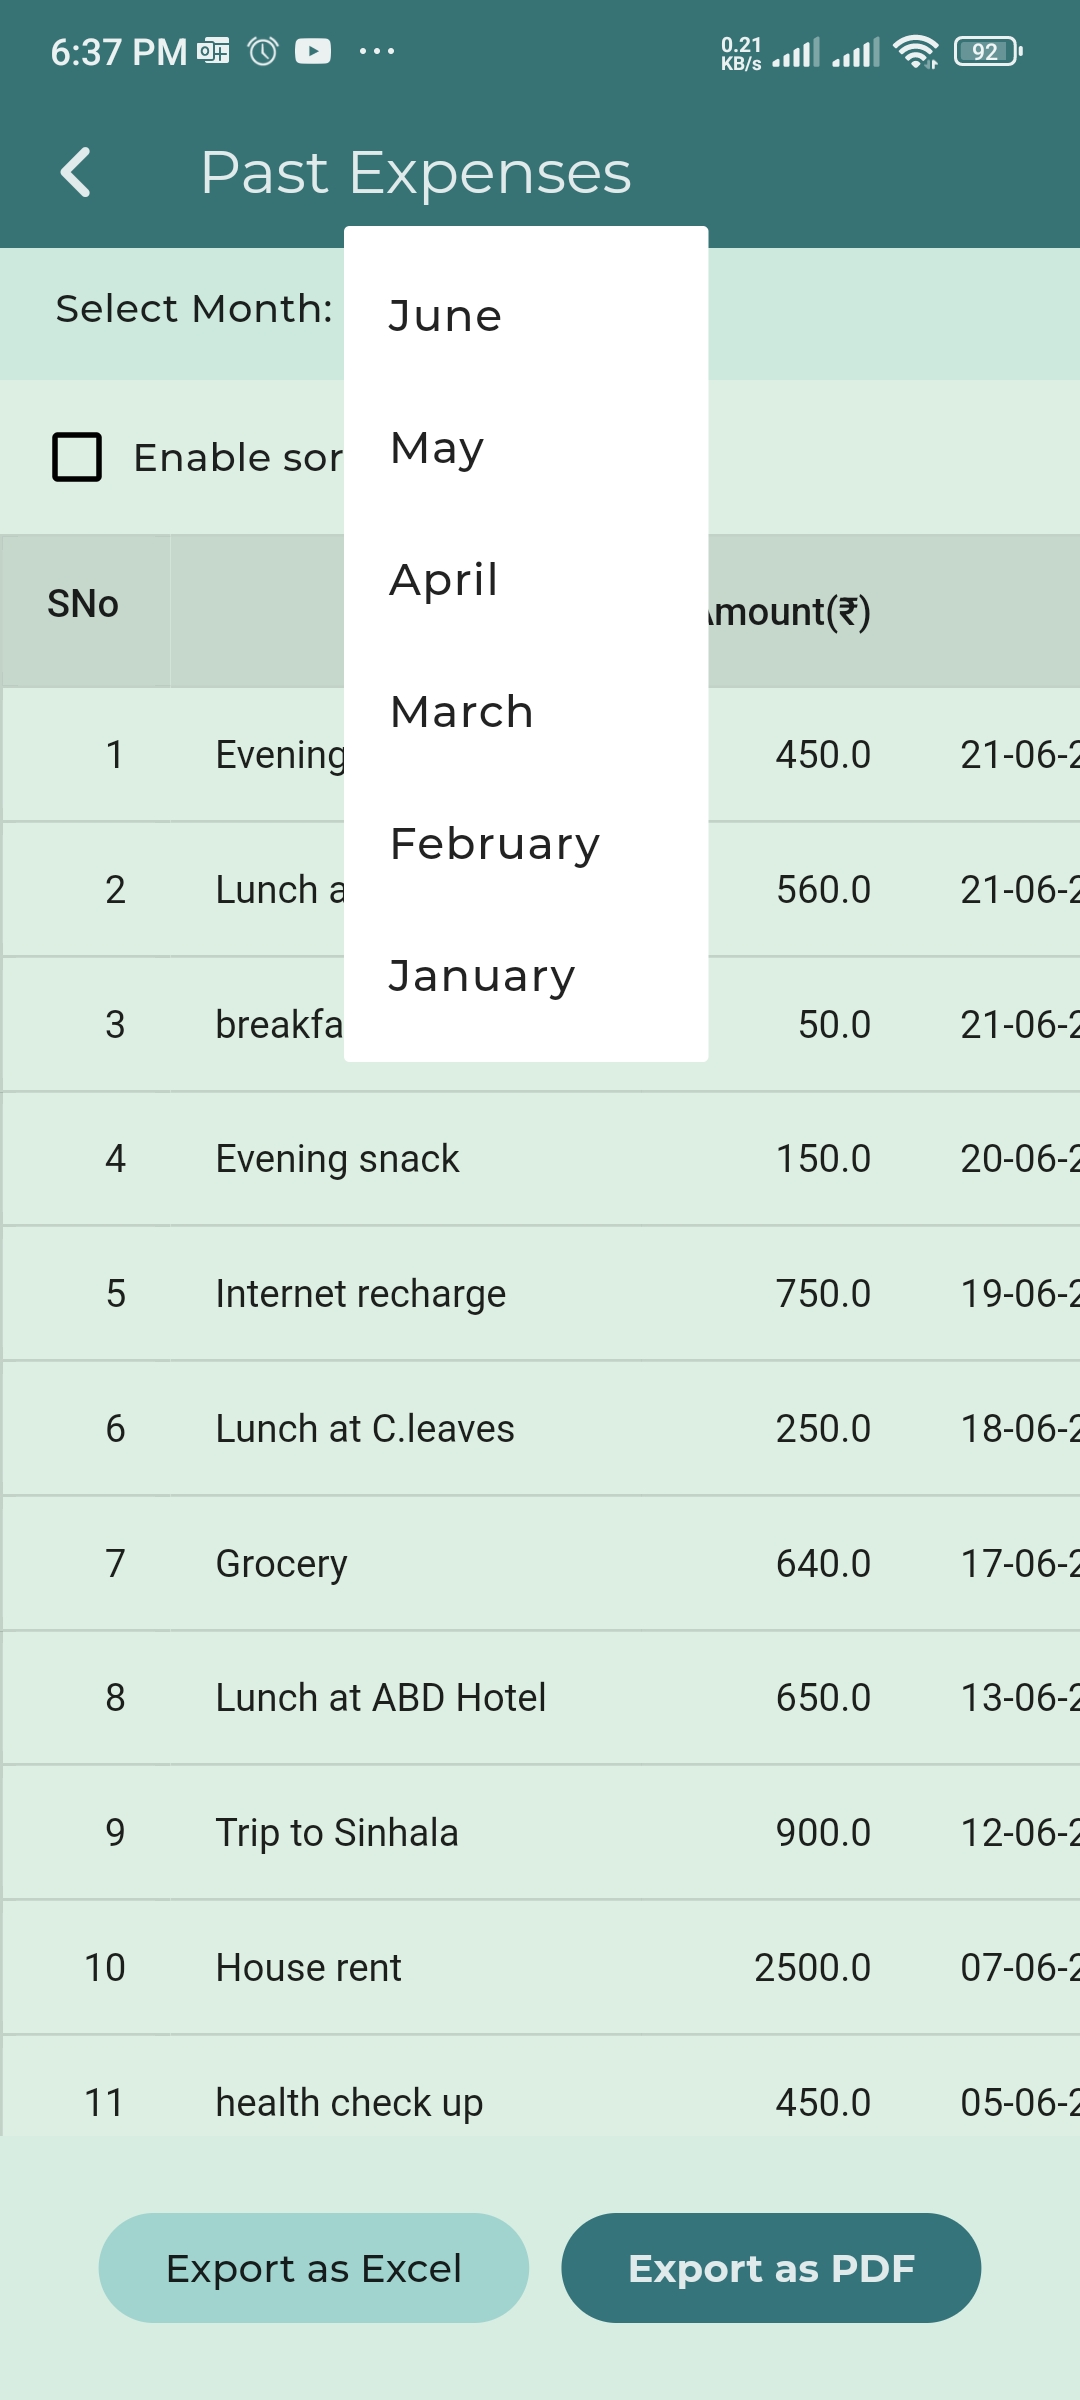 6:37 PM 0.21 KB/s 92
Past Expenses
Select Month:
June
May
April
March
February
January
Enable
SNo Amount(₹)
1 Evening 450.0 21-06-2
2 Lunch 560.0 21-06-2
3 50.0 21-06-2
4 Evening snack 150.0 20-06-2
5 Internet recharge 750.0 19-06-2
6 Lunch at C.leaves 250.0 18-06-2
7 Grocery 640.0 17-06-2
8 Lunch at ABD Hotel 650.0 13-06-2
9 Trip to Sinhala 900.0 12-06-2
10 House rent 2500.0 07-06-2
11 health check up 450.0 05-06-2
Export as Excel
Export as PDF